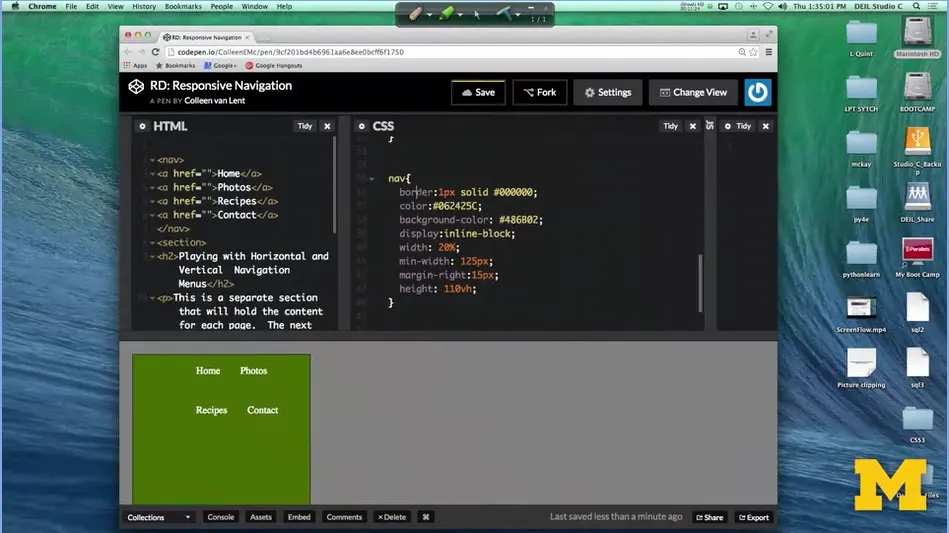 Chrome File Edit View History Bookmarks People Window Help
Thu 1:35:01 PM DEIL Studio C
1/1
RD: Responsive Navigation
codepen.io/ColleenEMc/pen/9cf201bd4b6961aa6e8ee0bcff6f1750
Apps Bookmarks Google+ Google Hangouts
RD: Responsive Navigation
A PEN BY Colleen van Lent
Save Fork Settings Change View
HTML Tidy
<nav>
<a href="">Home</a>
<a href="">Photos</a>
<a href="">Recipes</a>
<a href="">Contact</a>
</nav>
<section>
<h2>Playing with Horizontal and
Vertical Navigation
Menus</h2>
<p>This is a separate section
that will hold the content
for each page. The next
CSS Tidy
}
nav{
border:1px solid #000000;
color:#062425C;
background-color: #486B02;
display:inline-block;
width: 20%;
min-width: 125px;
margin-right:15px;
height: 110vh;
}
JS Tidy
Home Photos
Recipes Contact
Collections Console Assets Embed Comments ×Delete ⌘ Last saved less than a minute ago Share Export
L Quint
Macintosh HD
LPT SYTCH
BOOTCAMP
mckay
Studio_C_Backup
py4e
DEIL_Share
pythonlearn
Parallels
My Boot Camp
ScreenFlow.mp4
sql2
Picture clipping
sql3
CSS3
M
Files